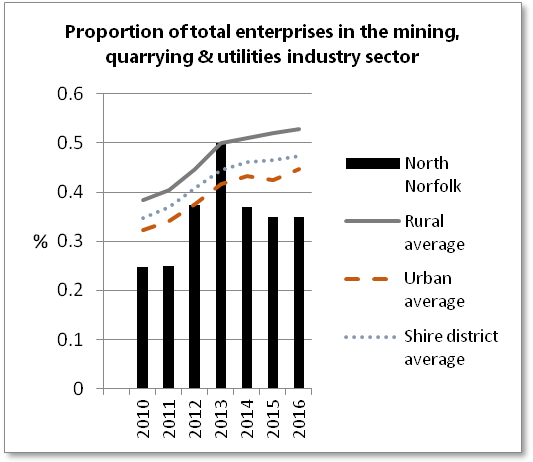 Proportion of total enterprises in the mining,
quarrying & utilities industry sector
0.6
0.5
0.4
0.3
0.2
0.1
0
%
2010
2011
2012
2013
2014
2015
2016
North
Norfolk
Rural
average
Urban
average
Shire district
average